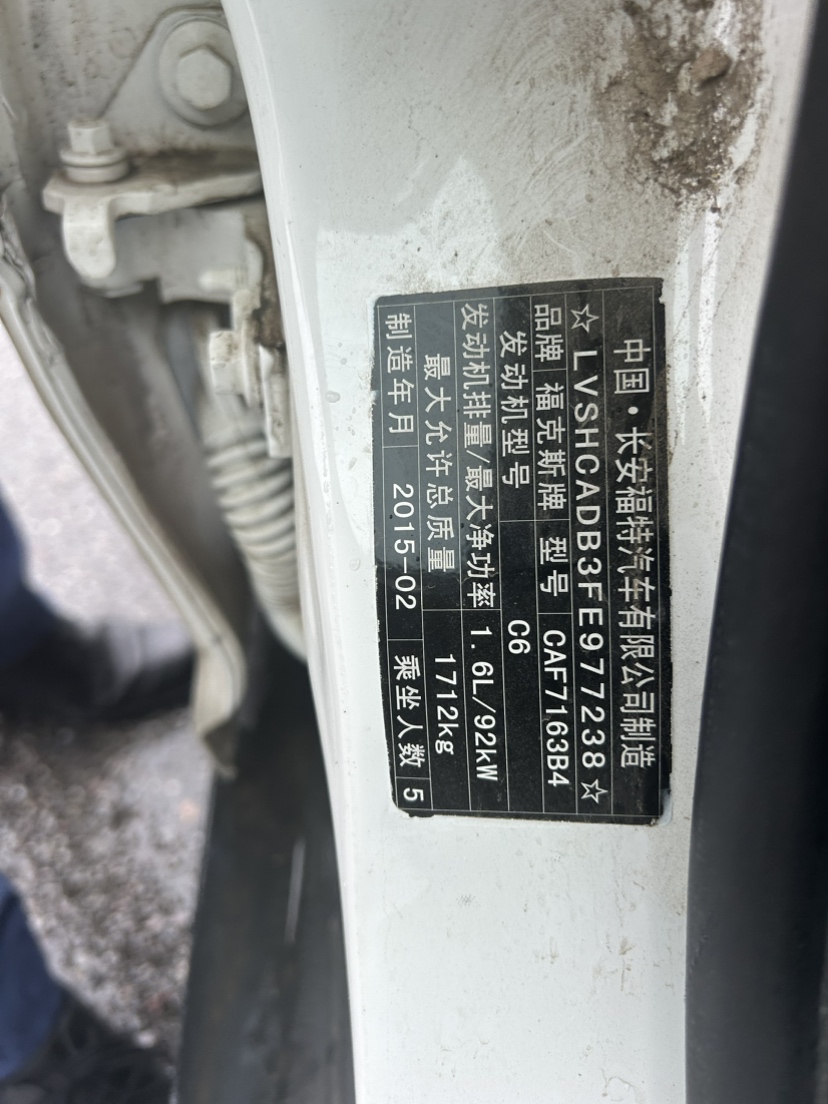 中国·长安福特汽车有限公司制造
☆LVSHCADB3FE977238☆
品牌 福克斯牌 型号 CAF7163B4
发动机型号 C6
发动机排量/最大净功率 1.6L/92kW
最大允许总质量 1712kg
制造年月 2015-02 乘坐人数 5